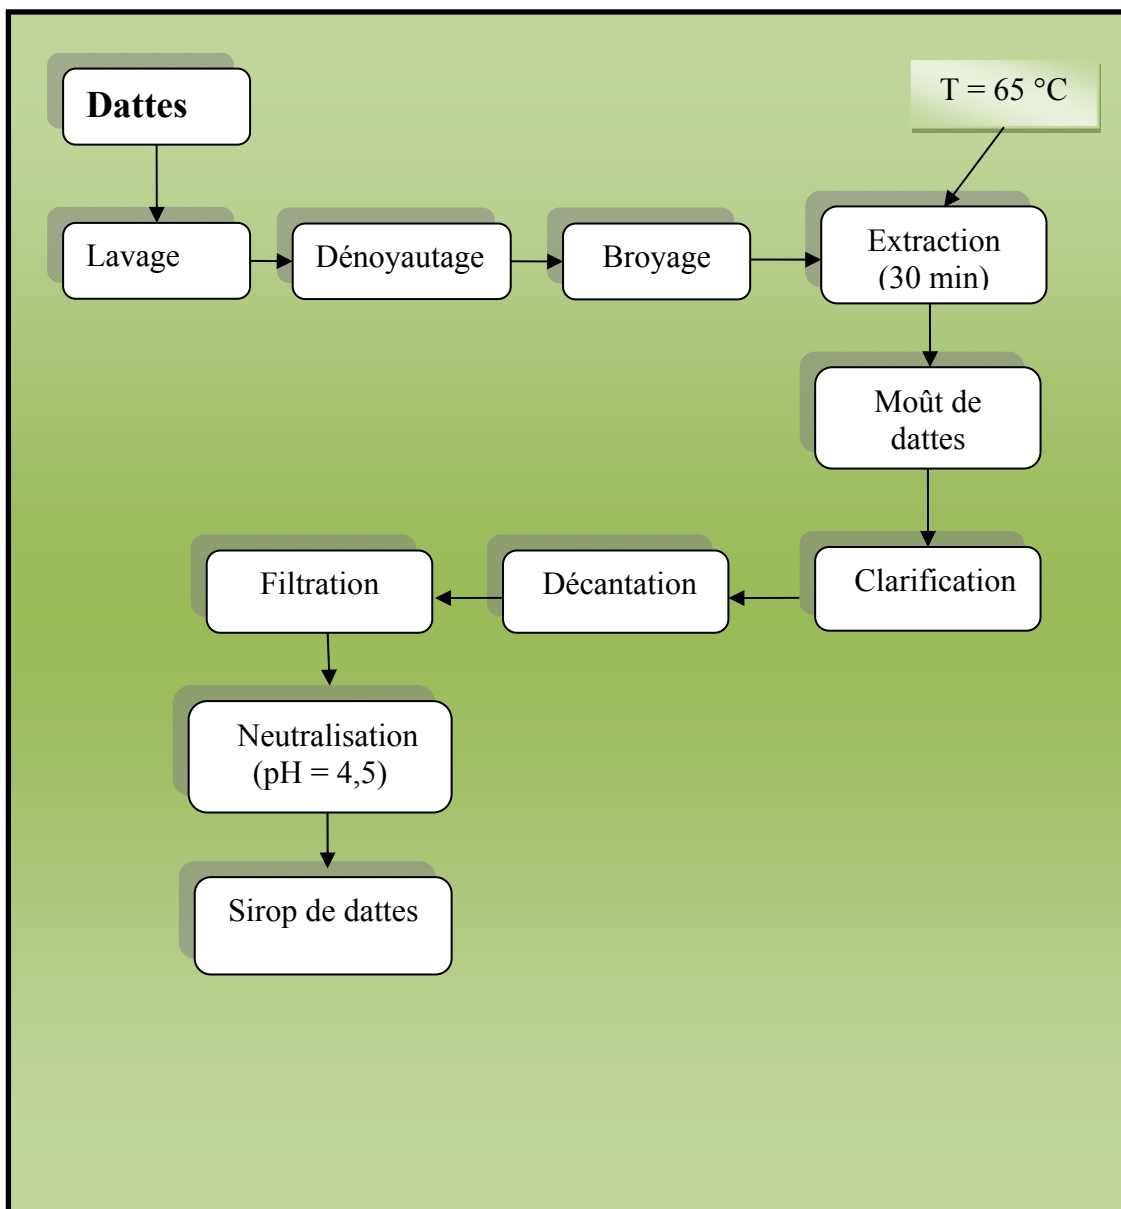 Dattes
T = 65 °C
Lavage
Dénoyautage
Broyage
Extraction
(30 min)
Moût de
dattes
Clarification
Décantation
Filtration
Neutralisation
(pH = 4,5)
Sirop de dattes